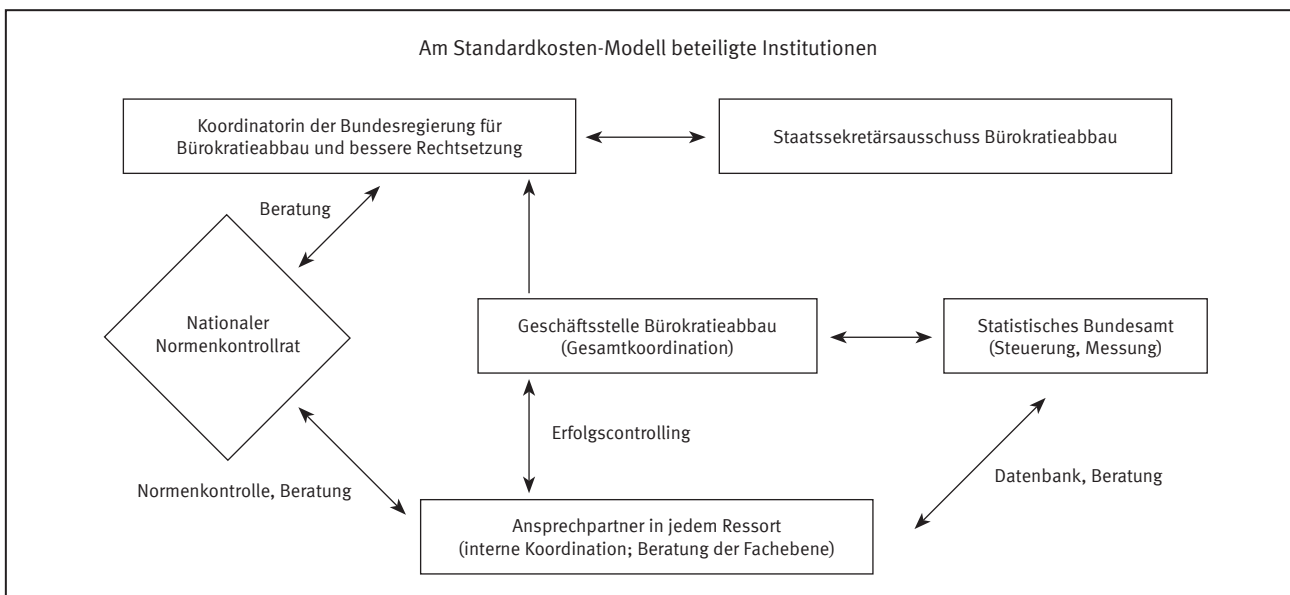 Am Standardkosten-Modell beteiligte Institutionen
Koordinatorin der Bundesregierung für
Bürokratieabbau und bessere Rechtsetzung
Staatssekretärsausschuss Bürokratieabbau
Beratung
Nationaler
Normenkontrollrat
Geschäftsstelle Bürokratieabbau
(Gesamtkoordination)
Statistisches Bundesamt
(Steuerung, Messung)
Erfolgscontrolling
Normenkontrolle, Beratung
Datenbank, Beratung
Ansprechpartner in jedem Ressort
(interne Koordination; Beratung der Fachebene)